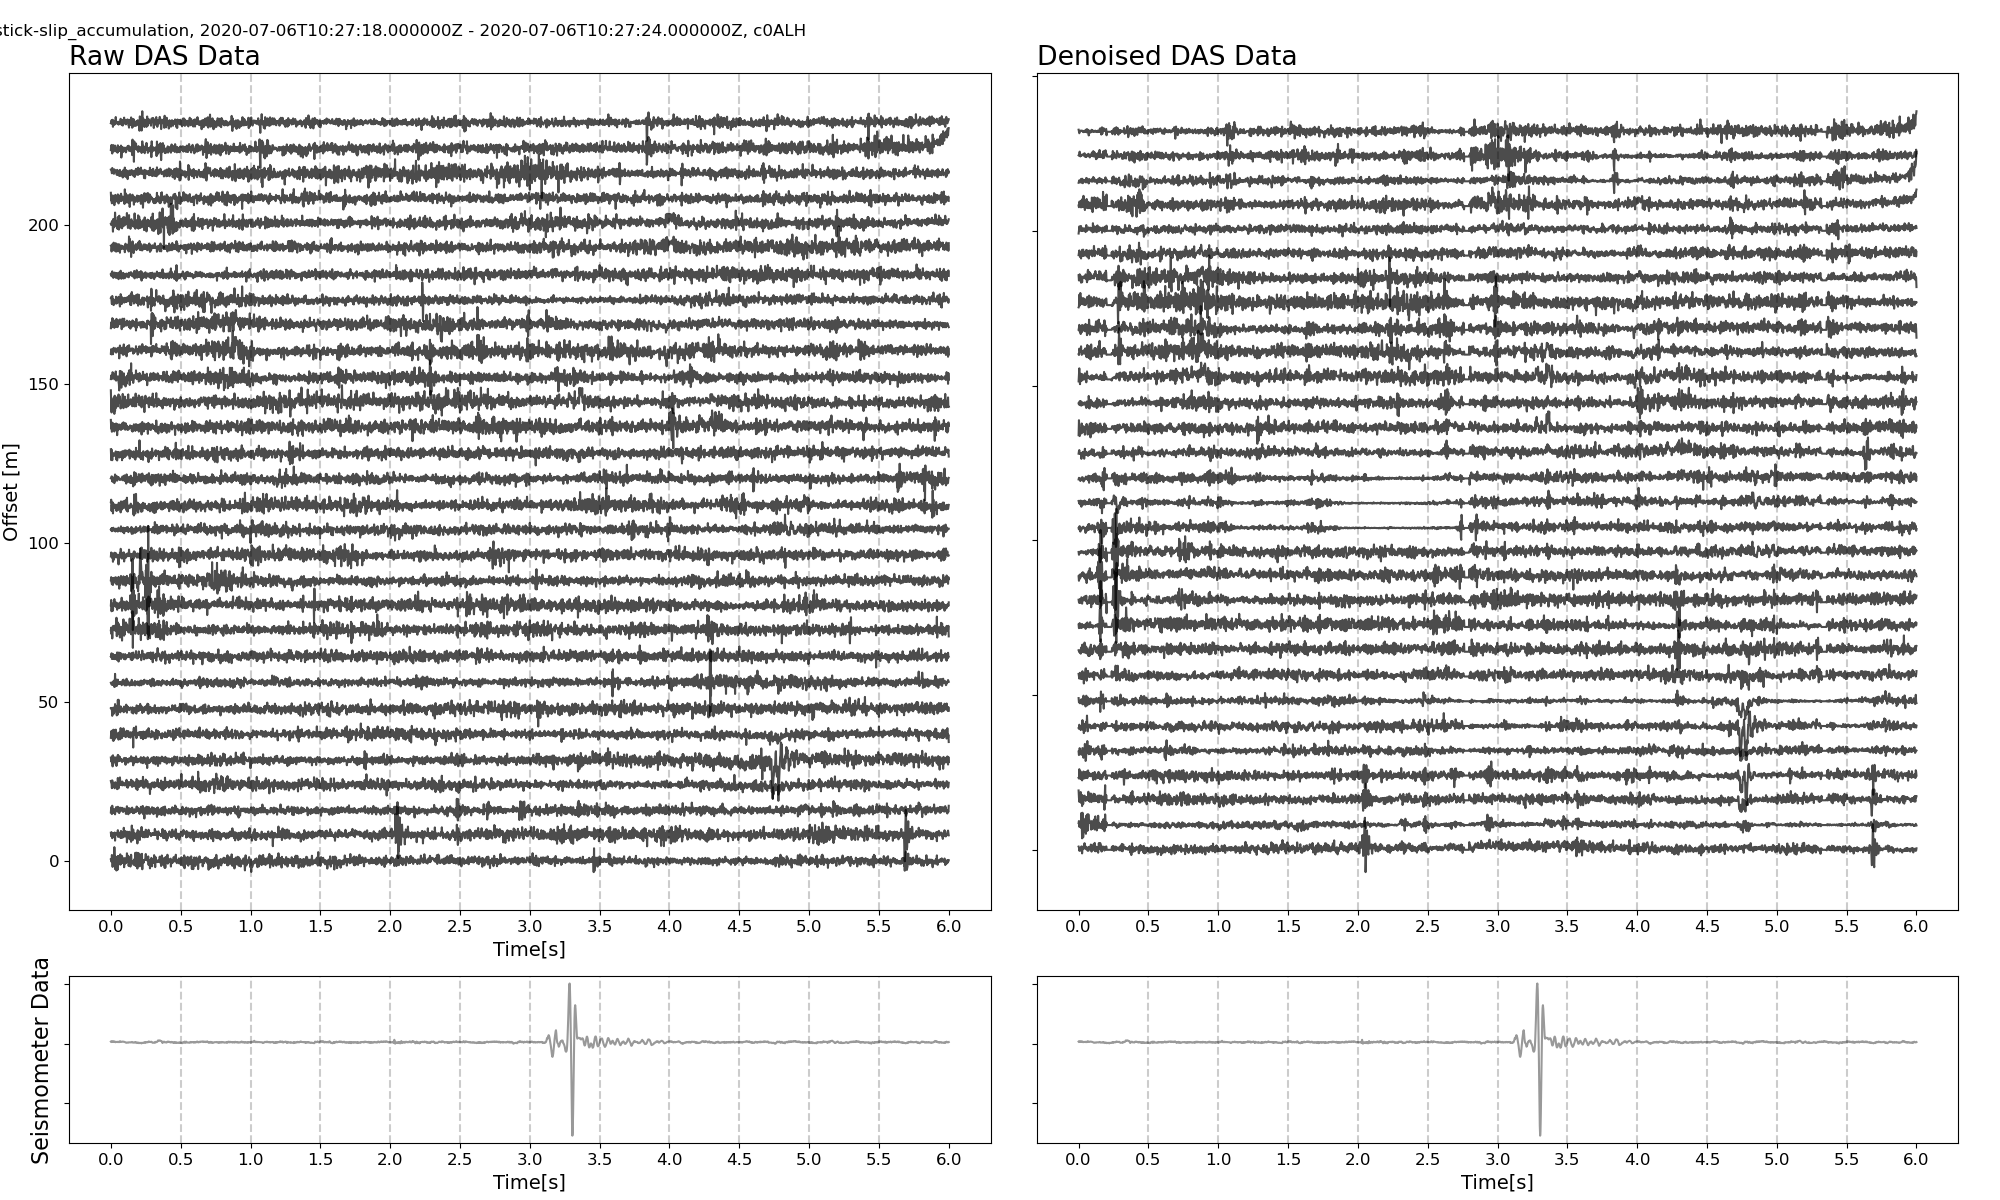 stick-slip_accumulation, 2020-07-06T10:27:18.000000Z - 2020-07-06T10:27:24.000000Z, c0ALH
Raw DAS Data
Denoised DAS Data
Offset [m]
200
150
100
50
0
0.0 0.5 1.0 1.5 2.0 2.5 3.0 3.5 4.0 4.5 5.0 5.5 6.0
Time[s]
0.0 0.5 1.0 1.5 2.0 2.5 3.0 3.5 4.0 4.5 5.0 5.5 6.0
Seismometer Data
0.0 0.5 1.0 1.5 2.0 2.5 3.0 3.5 4.0 4.5 5.0 5.5 6.0
Time[s]
0.0 0.5 1.0 1.5 2.0 2.5 3.0 3.5 4.0 4.5 5.0 5.5 6.0
Time[s]